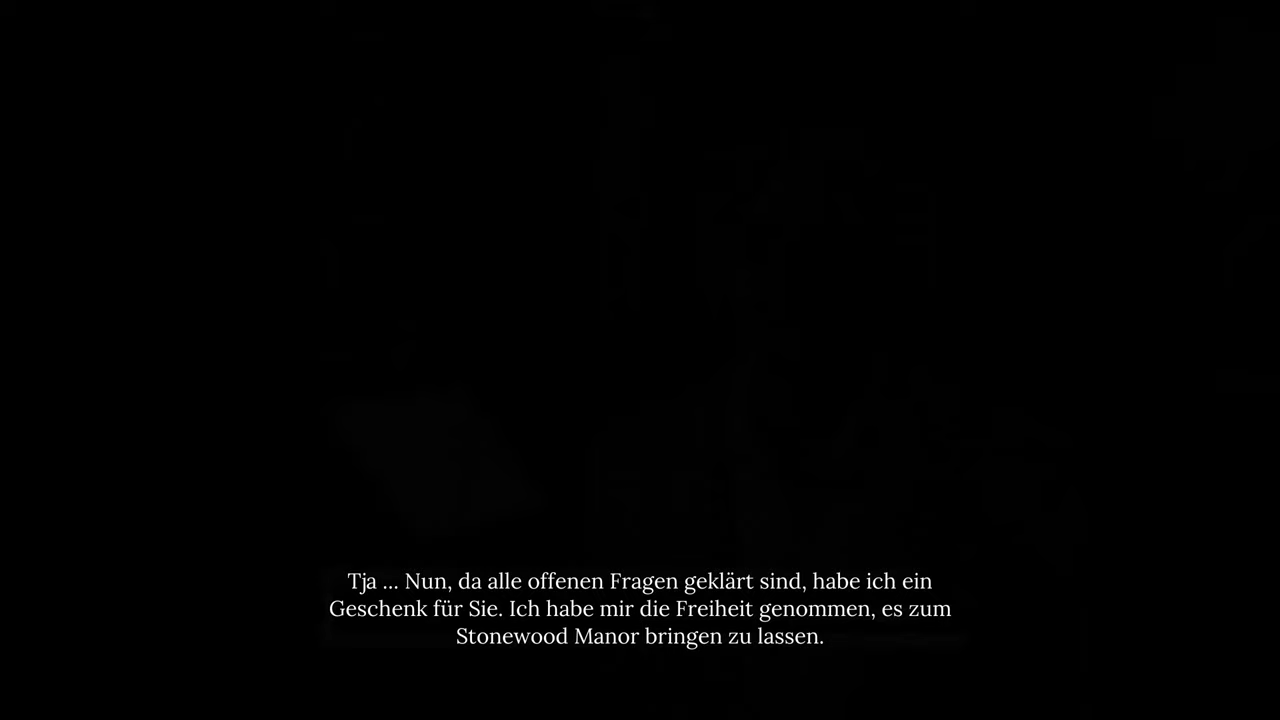 Tja ... Nun, da alle offenen Fragen geklärt sind, habe ich ein
Geschenk für Sie. Ich habe mir die Freiheit genommen, es zum
Stonewood Manor bringen zu lassen.